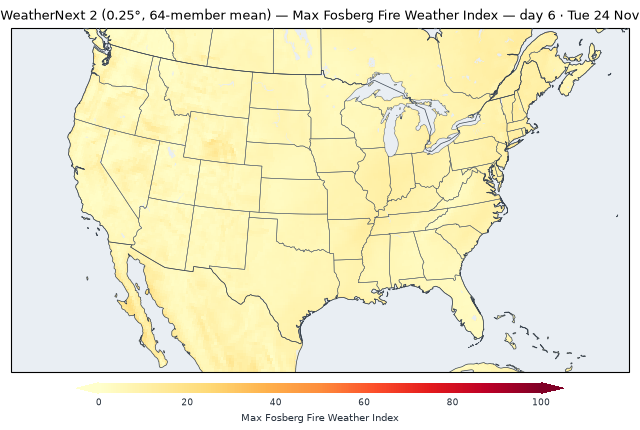 WeatherNext 2 (0.25°, 64-member mean) — Max Fosberg Fire Weather Index — day 6 · Tue 24 Nov
0 20 40 60 80 100
Max Fosberg Fire Weather Index